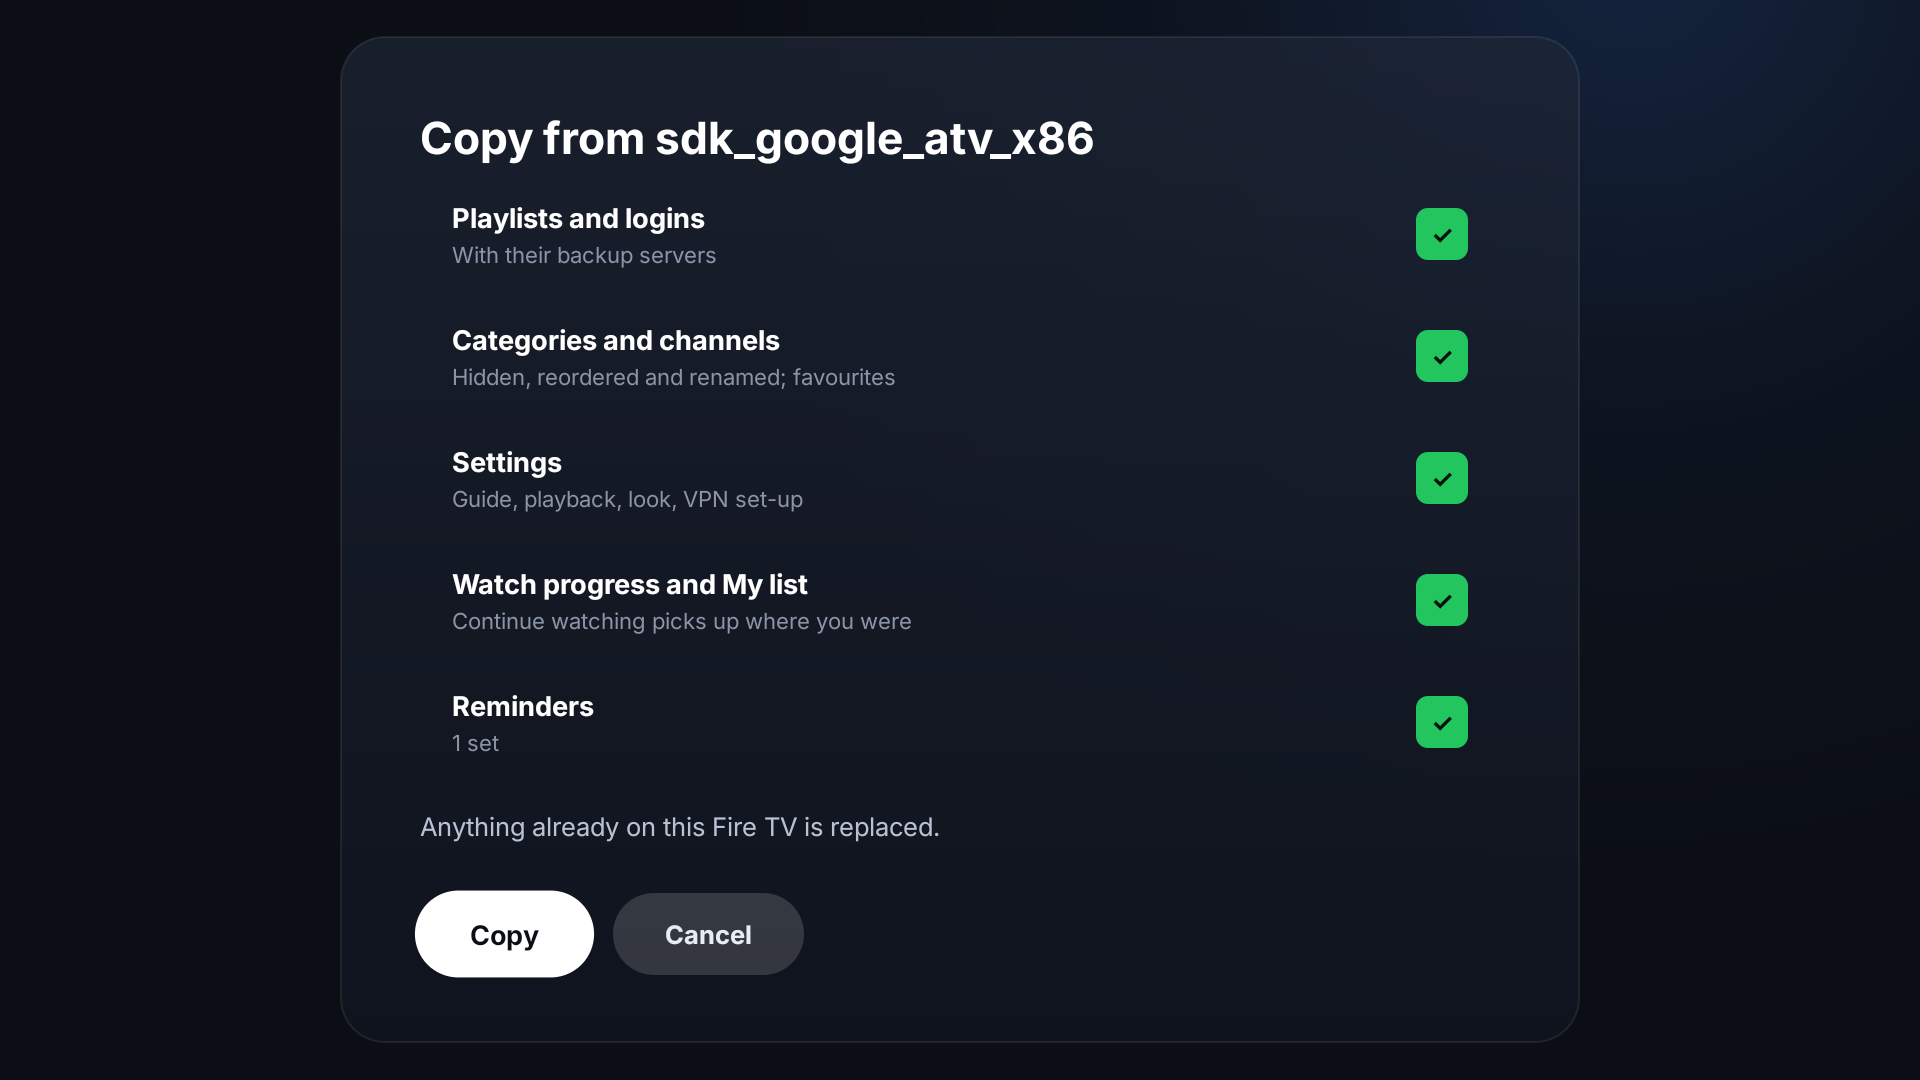 Copy from sdk_google_atv_x86
Playlists and logins
With their backup servers
Categories and channels
Hidden, reordered and renamed; favourites
Settings
Guide, playback, look, VPN set-up
Watch progress and My list
Continue watching picks up where you were
Reminders
1 set
Anything already on this Fire TV is replaced.
Copy
Cancel